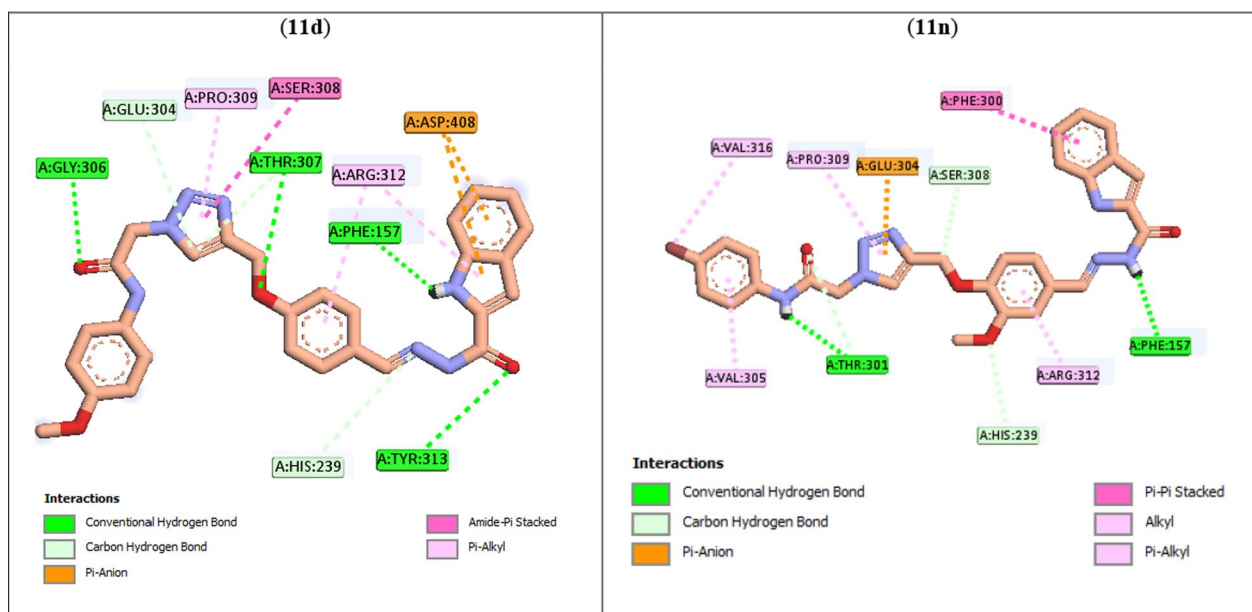 (11d)
A:SER:308
A:PRO:309
A:GLU:304
A:ASP:408
A:THR:307
A:GLY:306
A:ARG:312
A:PHE:157
A:TYR:313
A:HIS:239
Interactions
Conventional Hydrogen Bond
Carbon Hydrogen Bond
Pi-Anion
Amide-Pi Stacked
Pi-Alkyl
(11n)
A:PHE:300
A:VAL:316
A:PRO:309
A:GLU:304
A:SER:308
A:PHE:157
A:THR:301
A:VAL:305
A:ARG:312
A:HIS:239
Interactions
Conventional Hydrogen Bond
Carbon Hydrogen Bond
Pi-Anion
Pi-Pi Stacked
Alkyl
Pi-Alkyl